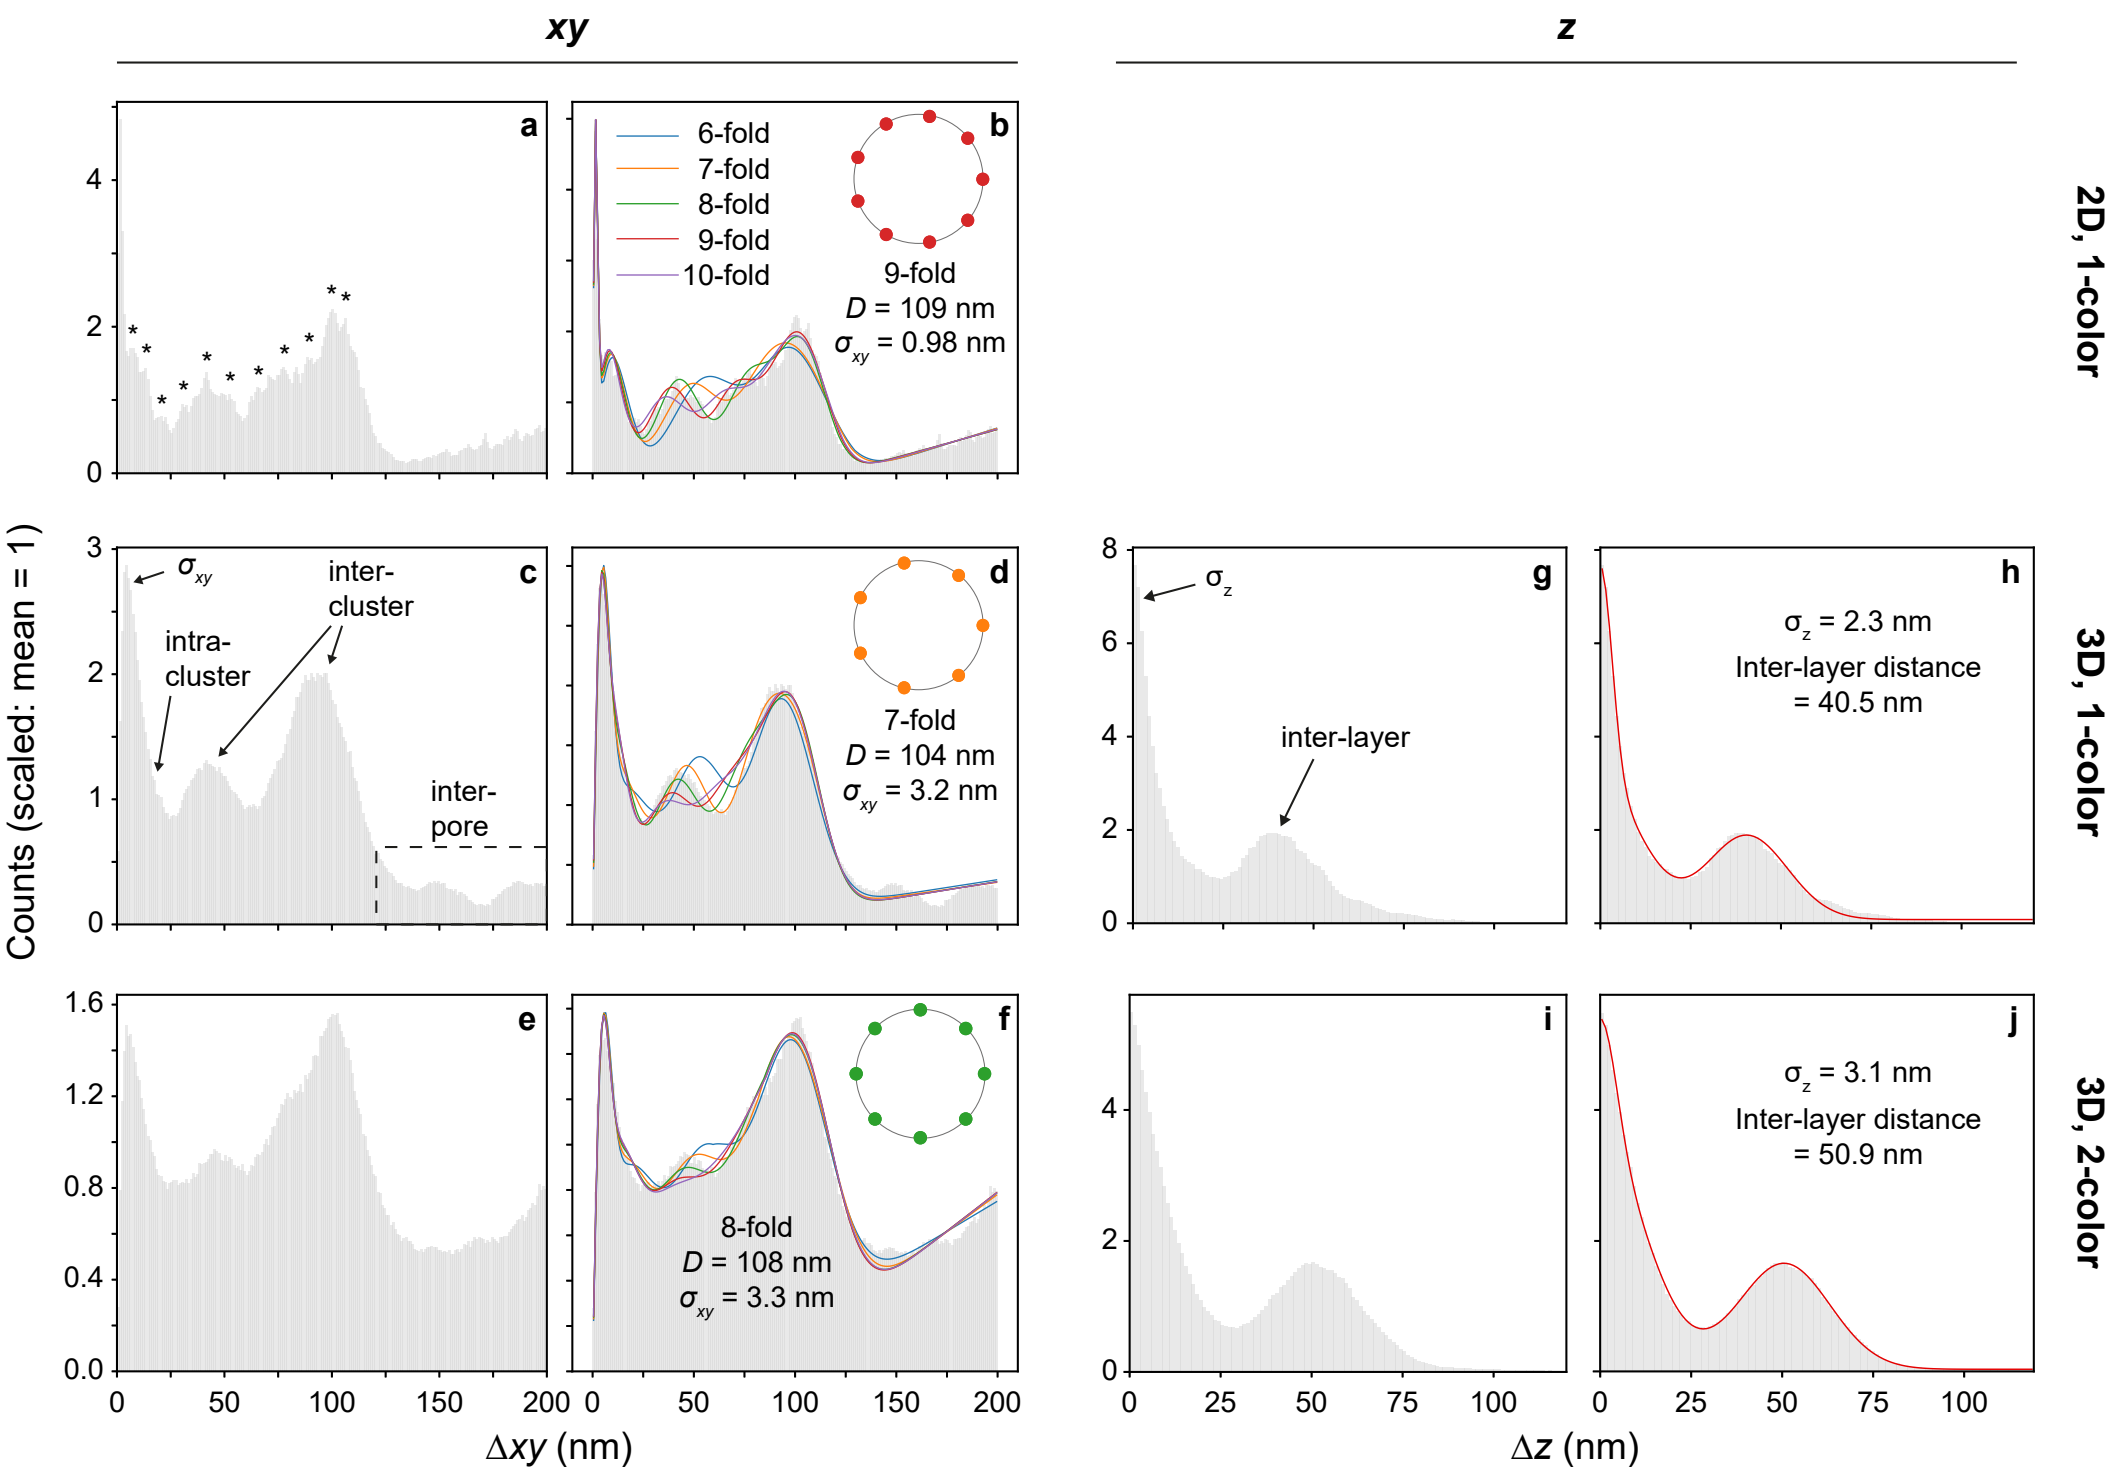 xy
z
a
*
*
*
*
*
*
*
*
*
*
*
4
2
0
b
6-fold
7-fold
8-fold
9-fold
10-fold
9-fold
D = 109 nm
σxy = 0.98 nm
2D, 1-color
Counts (scaled: mean = 1)
c
σxy
intra-
cluster
inter-
cluster
inter-
pore
3
2
1
0
d
7-fold
D = 104 nm
σxy = 3.2 nm
g
σz
inter-layer
8
6
4
2
0
h
σz = 2.3 nm
Inter-layer distance
= 40.5 nm
3D, 1-color
e
1.6
1.2
0.8
0.4
0.0
0 50 100 150 200
f
8-fold
D = 108 nm
σxy = 3.3 nm
0 50 100 150 200
Δxy (nm)
i
4
2
0
0 25 50 75 100
j
σz = 3.1 nm
Inter-layer distance
= 50.9 nm
0 25 50 75 100
Δz (nm)
3D, 2-color